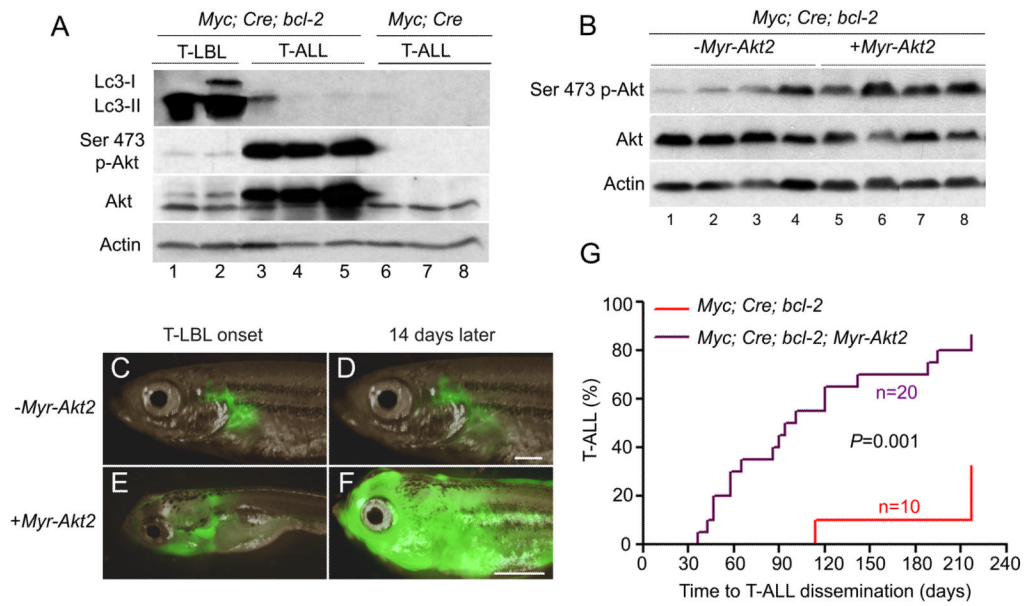 A
Myc; Cre; bcl-2
Myc; Cre
T-LBL
T-ALL
T-ALL
Lc3-I
Lc3-II
Ser 473
p-Akt
Akt
Actin
1 2 3 4 5 6 7 8
B
Myc; Cre; bcl-2
-Myr-Akt2
+Myr-Akt2
Ser 473 p-Akt
Akt
Actin
1 2 3 4 5 6 7 8
T-LBL onset
14 days later
C
D
-Myr-Akt2
E
F
+Myr-Akt2
G
100
80
60
40
20
0
T-ALL (%)
Myc; Cre; bcl-2
Myc; Cre; bcl-2; Myr-Akt2
n=20
P=0.001
n=10
0 30 60 90 120 150 180 210 240
Time to T-ALL dissemination (days)